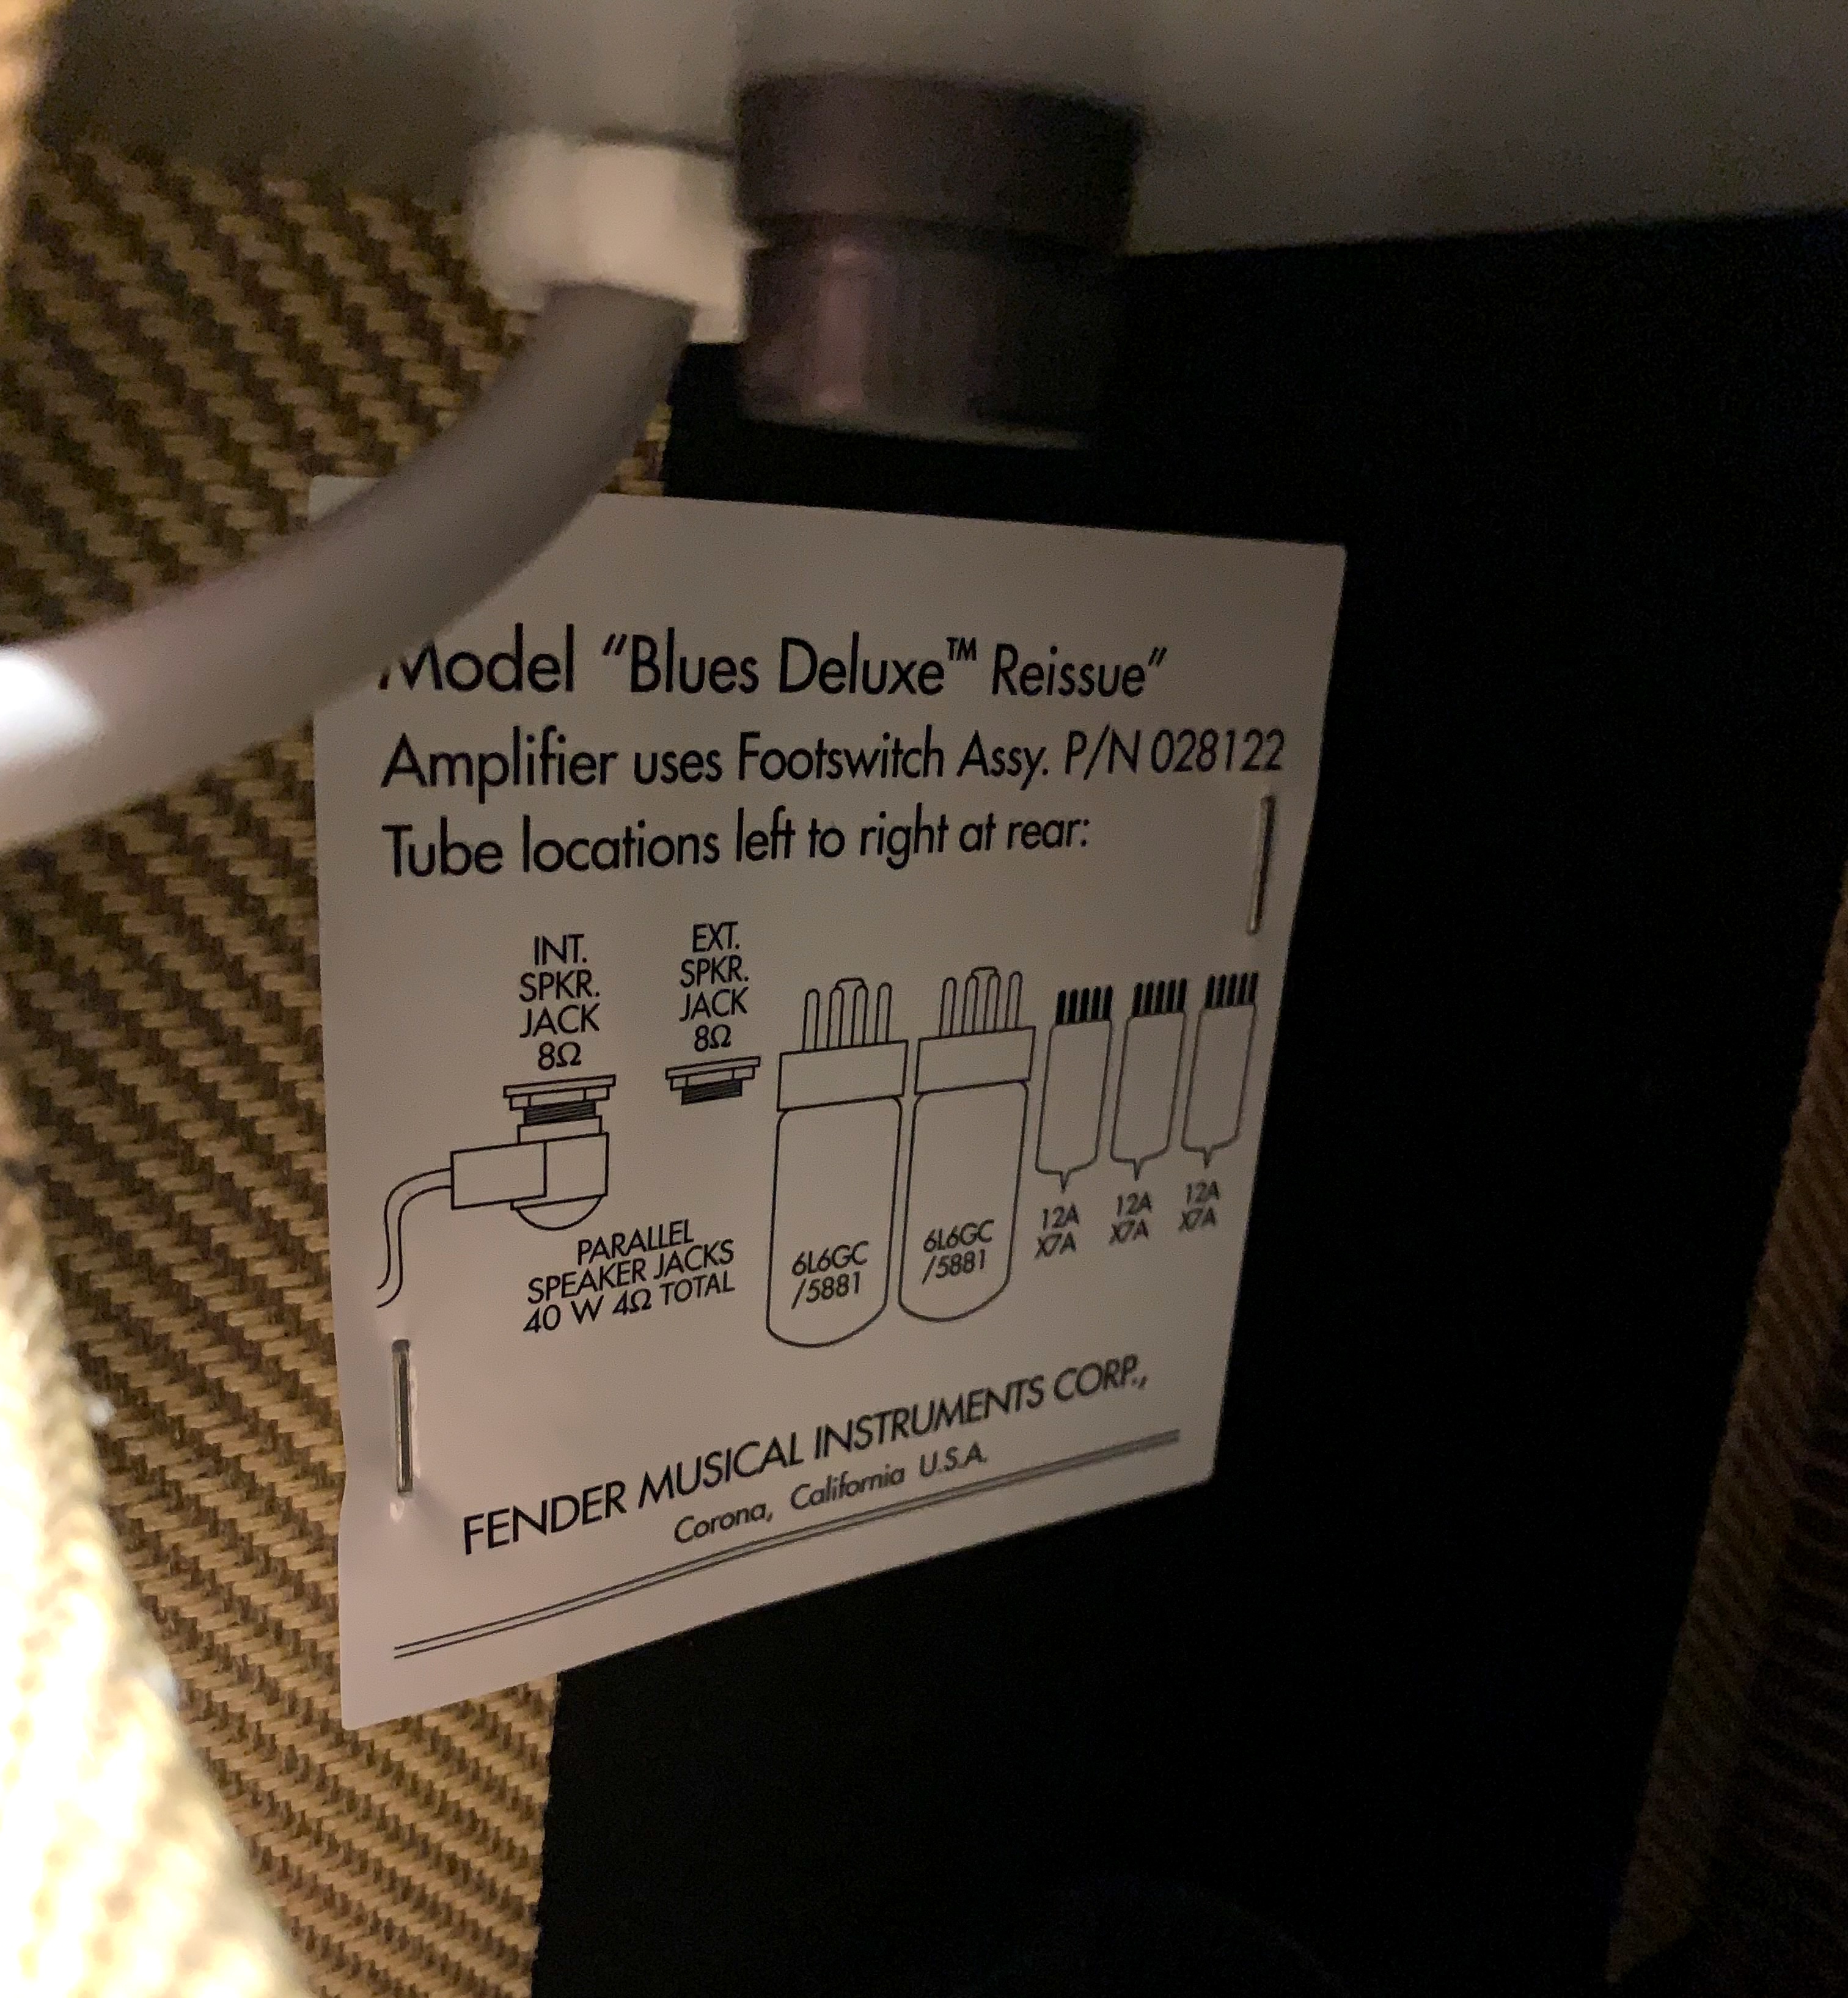 Model “Blues Deluxe™ Reissue”
Amplifier uses Footswitch Assy. P/N 028122
Tube locations left to right at rear:
INT.
SPKR.
JACK
8Ω
EXT.
SPKR.
JACK
8Ω
PARALLEL
SPEAKER JACKS
40 W 4Ω TOTAL
6L6GC
/5881
6L6GC
/5881
12A
X7A
12A
X7A
12A
X7A
FENDER MUSICAL INSTRUMENTS CORP.,
Corona, California U.S.A.